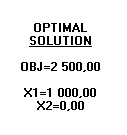 OPTIMAL
SOLUTION
OBJ=2 500,00
X1=1 000,00
X2=0,00